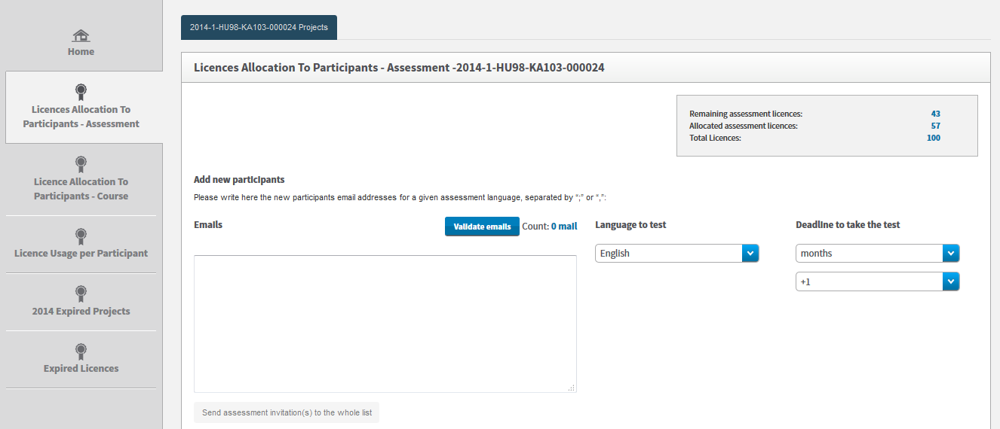 Home
Licences Allocation To
Participants - Assessment
Licence Allocation To
Participants - Course
Licence Usage per Participant
2014 Expired Projects
Expired Licences
2014-1-HU98-KA103-000024 Projects
Licences Allocation To Participants - Assessment -2014-1-HU98-KA103-000024
Remaining assessment licences: 43
Allocated assessment licences: 57
Total Licences: 100
Add new participants
Please write here the new participants email addresses for a given assessment language, separated by “;” or “,”:
Emails Validate emails Count: 0 mail Language to test Deadline to take the test
English months
+1
Send assessment invitation(s) to the whole list